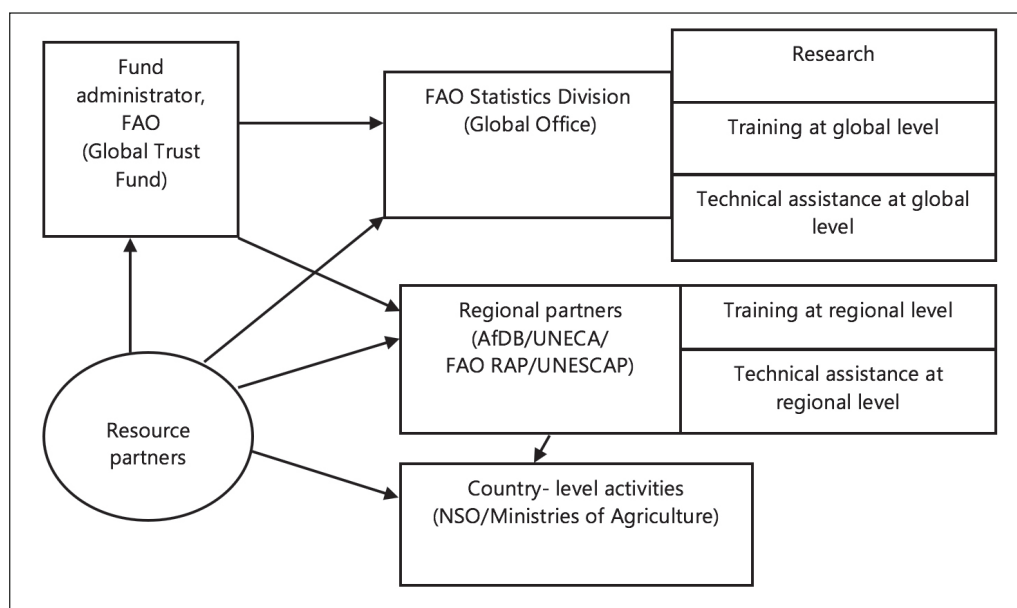 Fund
administrator,
FAO
(Global Trust
Fund)
FAO Statistics Division
(Global Office)
Research
Training at global level
Technical assistance at global
level
Regional partners
(AfDB/UNECA/
FAO RAP/UNESCAP)
Training at regional level
Technical assistance at
regional level
Resource
partners
Country- level activities
(NSO/Ministries of Agriculture)